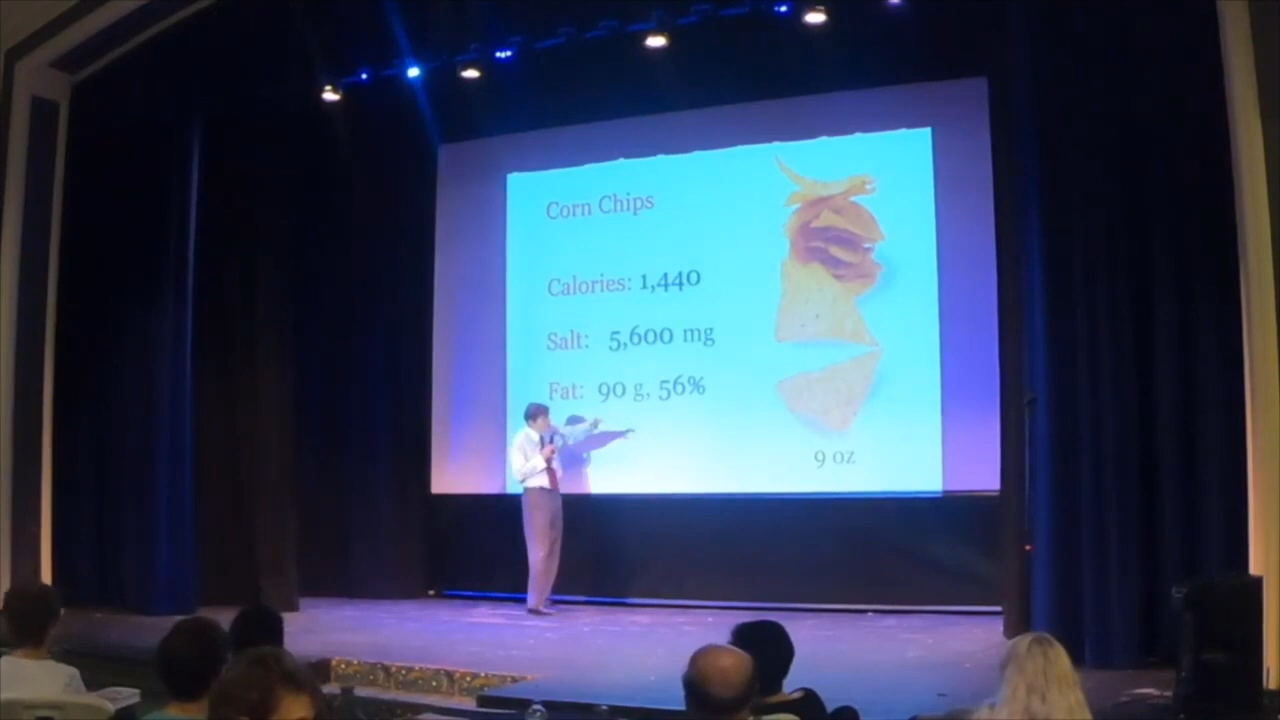 Corn Chips
Calories: 1,440
Salt: 5,600 mg
Fat: 90 g, 56%
9 oz